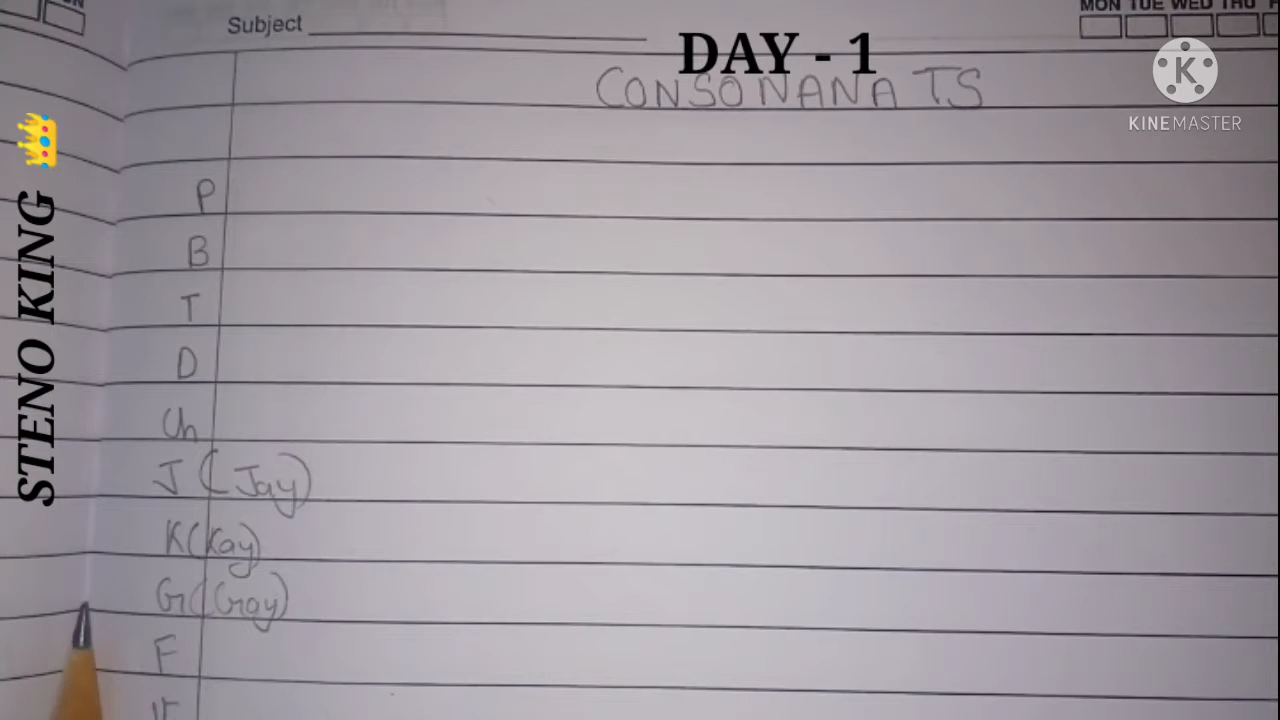 MON TUE WED THU
Subject
DAY - 1
CONSONANATS
KINEMASTER
K
STENO KING
P
B
T
D
Ch
J (Jay)
K (Kay)
G (Gay)
F